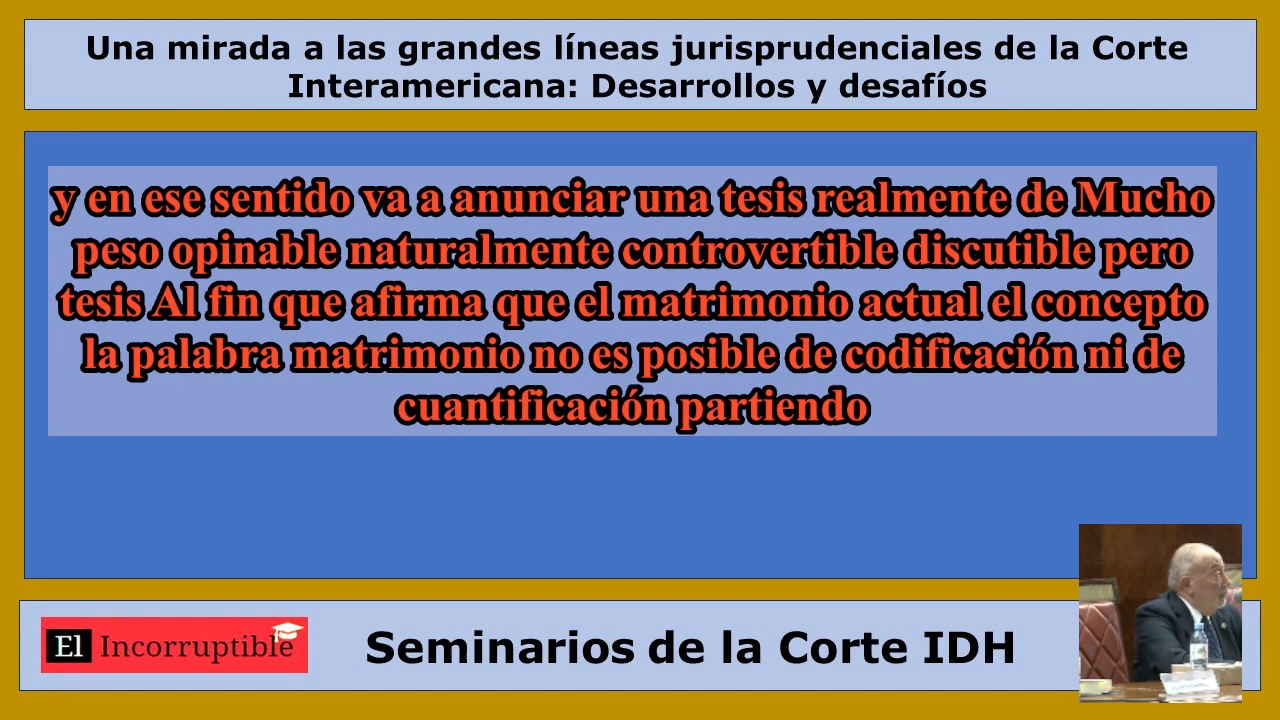 Una mirada a las grandes líneas jurisprudenciales de la Corte
Interamericana: Desarrollos y desafíos
y en ese sentido va a anunciar una tesis realmente de Mucho
peso opinable naturalmente controvertible discutible pero
tesis Al fin que afirma que el matrimonio actual el concepto
la palabra matrimonio no es posible de codificación ni de
cuantificación partiendo
El Incorruptible
Seminarios de la Corte IDH